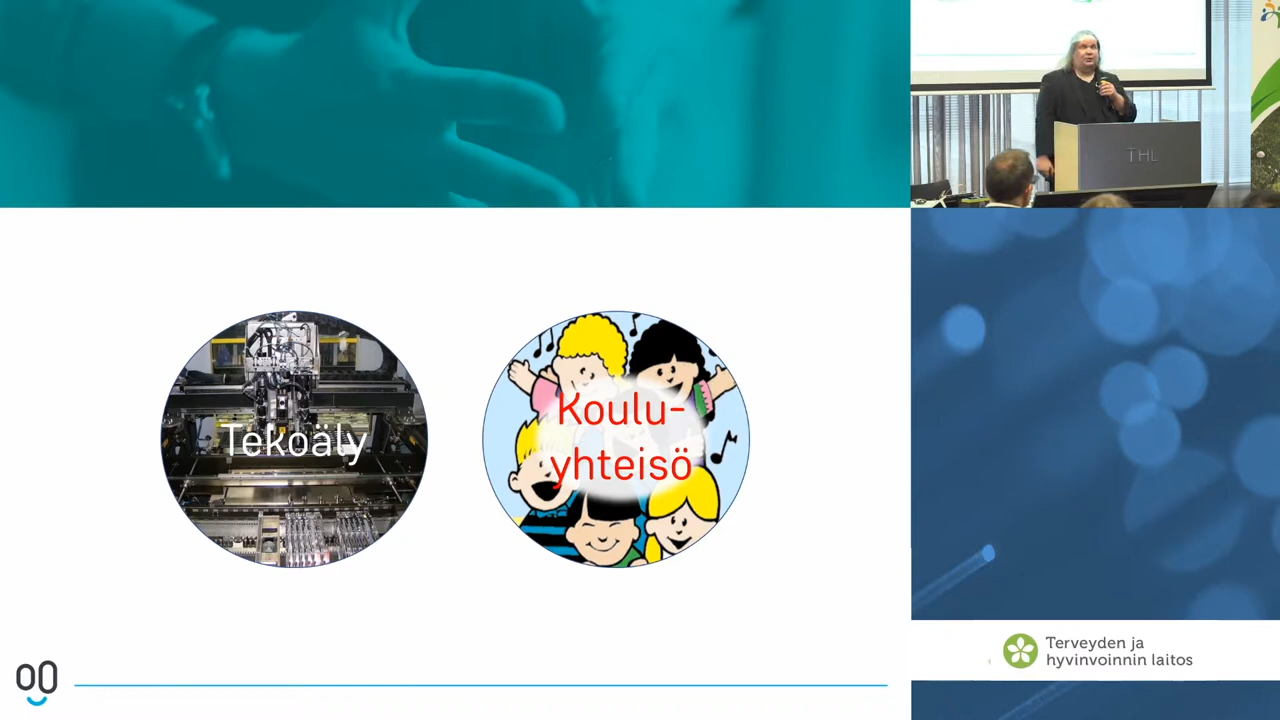 THL
Tekoäly
Koulu-
yhteisö
Terveyden ja
hyvinvoinnin laitos